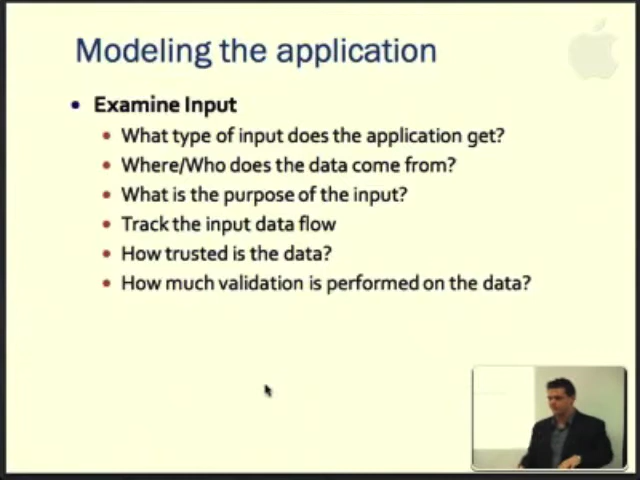 Modeling the application
Examine Input
What type of input does the application get?
Where/Who does the data come from?
What is the purpose of the input?
Track the input data flow
How trusted is the data?
How much validation is performed on the data?